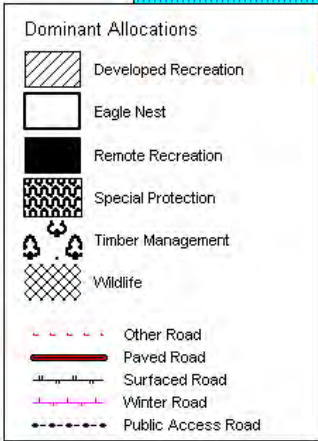 Dominant Allocations
Developed Recreation
Eagle Nest
Remote Recreation
Special Protection
Timber Management
Wildlife
Other Road
Paved Road
Surfaced Road
Winter Road
Public Access Road